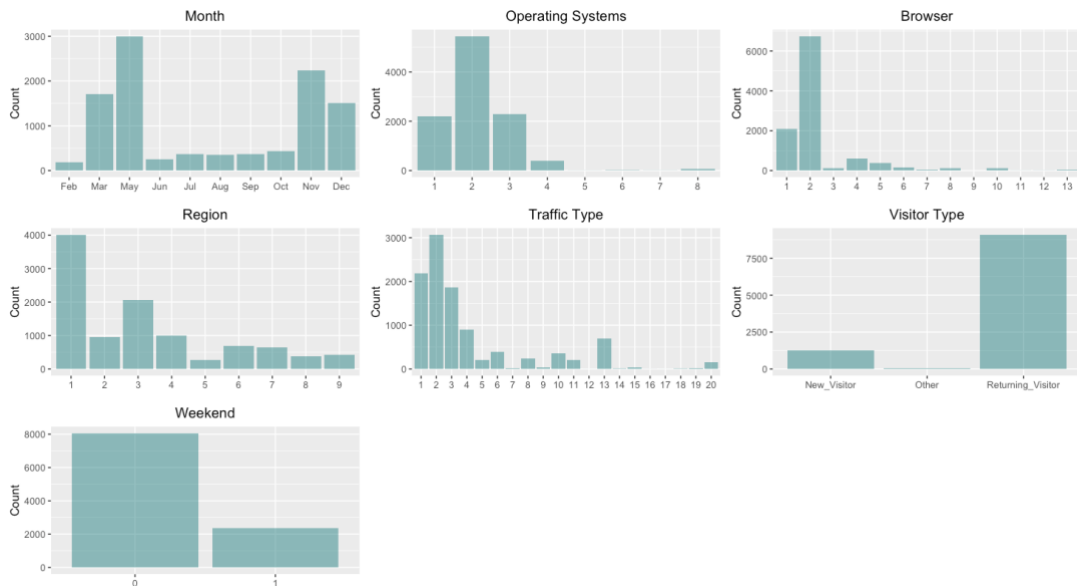 Month
Count
3000
2000
1000
0
Feb Mar May Jun Jul Aug Sep Oct Nov Dec
Operating Systems
Count
4000
2000
0
1 2 3 4 5 6 7 8
Browser
Count
6000
4000
2000
0
1 2 3 4 5 6 7 8 9 10 11 12 13
Region
Count
4000
3000
2000
1000
0
1 2 3 4 5 6 7 8 9
Traffic Type
Count
3000
2000
1000
0
1 2 3 4 5 6 7 8 9 10 11 12 13 14 15 16 17 18 19 20
Visitor Type
Count
7500
5000
2500
0
New_Visitor Other Returning_Visitor
Weekend
Count
8000
6000
4000
2000
0
0 1